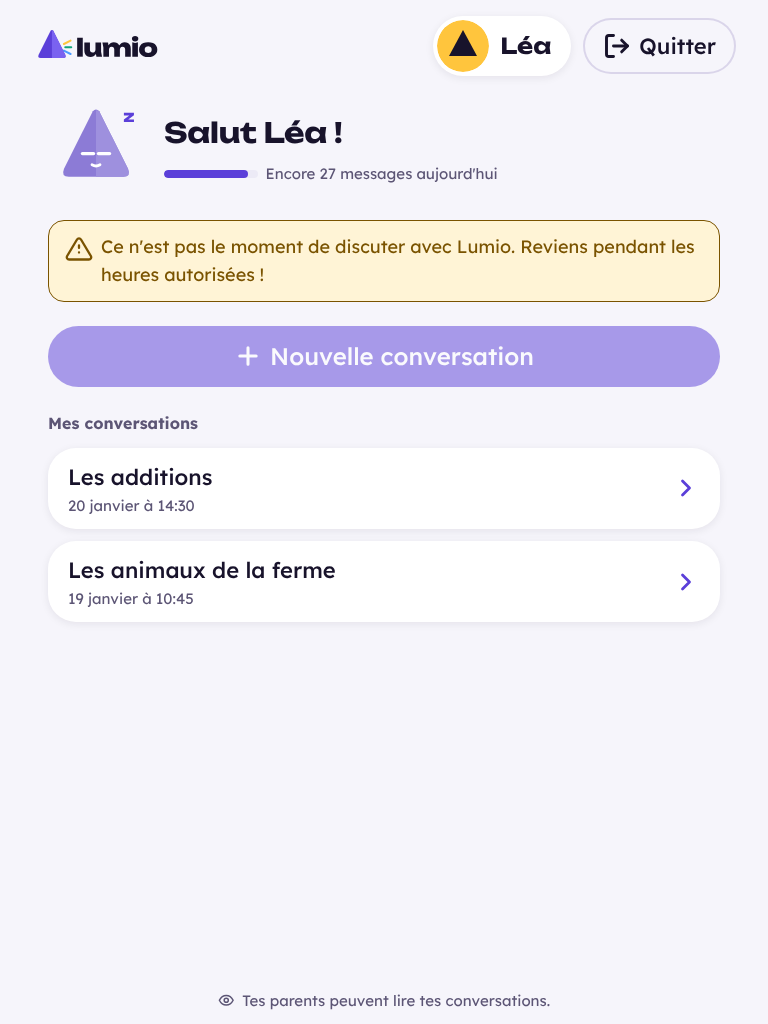 lumio
Léa
Quitter
z
Salut Léa !
Encore 27 messages aujourd'hui
Ce n'est pas le moment de discuter avec Lumio. Reviens pendant les
heures autorisées !
+ Nouvelle conversation
Mes conversations
Les additions
20 janvier à 14:30
Les animaux de la ferme
19 janvier à 10:45
Tes parents peuvent lire tes conversations.